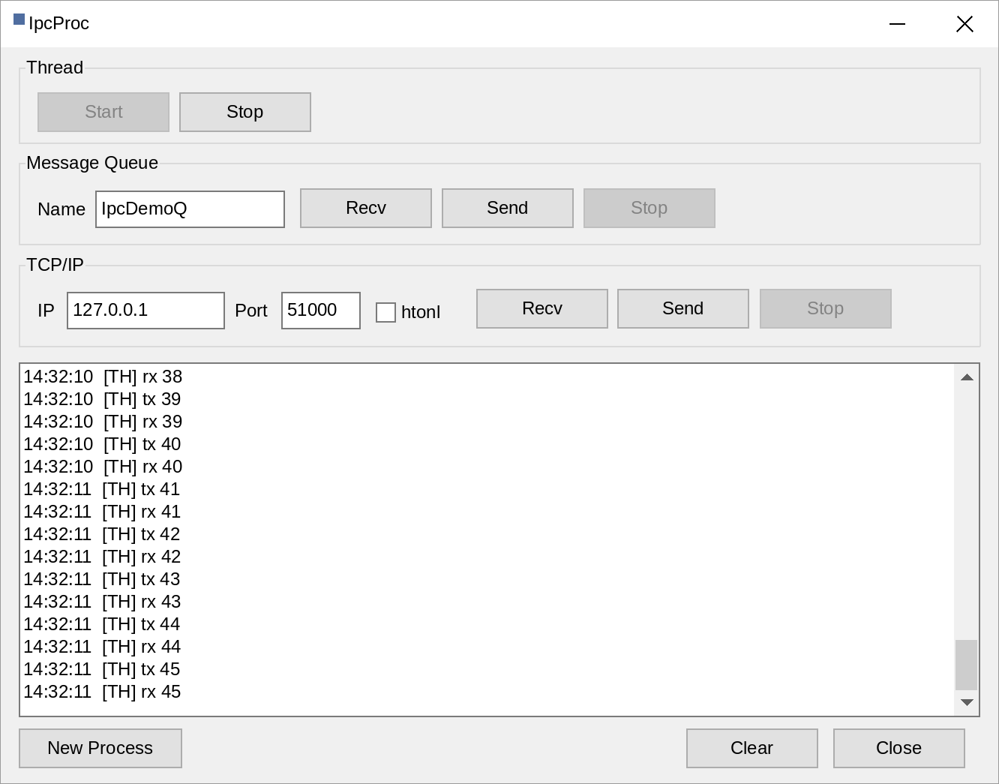 IpcProc
Thread
Start Stop
Message Queue
Name IpcDemoQ Recv Send Stop
TCP/IP
IP 127.0.0.1 Port 51000 htonl Recv Send Stop
14:32:10 [TH] rx 38
14:32:10 [TH] tx 39
14:32:10 [TH] rx 39
14:32:10 [TH] tx 40
14:32:10 [TH] rx 40
14:32:11 [TH] tx 41
14:32:11 [TH] rx 41
14:32:11 [TH] tx 42
14:32:11 [TH] rx 42
14:32:11 [TH] tx 43
14:32:11 [TH] rx 43
14:32:11 [TH] tx 44
14:32:11 [TH] rx 44
14:32:11 [TH] tx 45
14:32:11 [TH] rx 45
New Process Clear Close